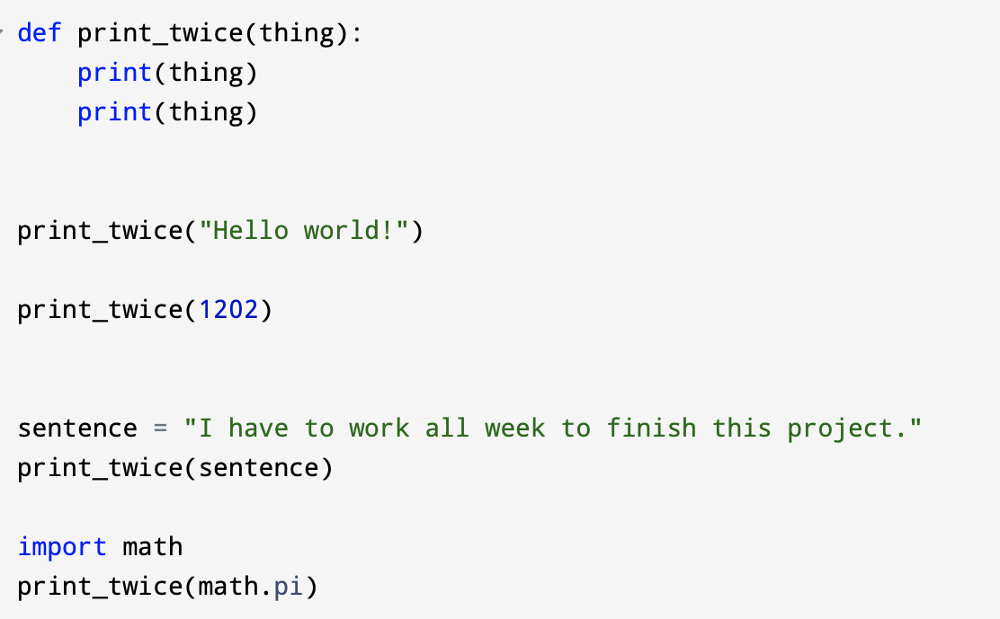 def print_twice(thing):
    print(thing)
    print(thing)
print_twice("Hello world!")
print_twice(1202)
sentence = "I have to work all week to finish this project."
print_twice(sentence)
import math
print_twice(math.pi)